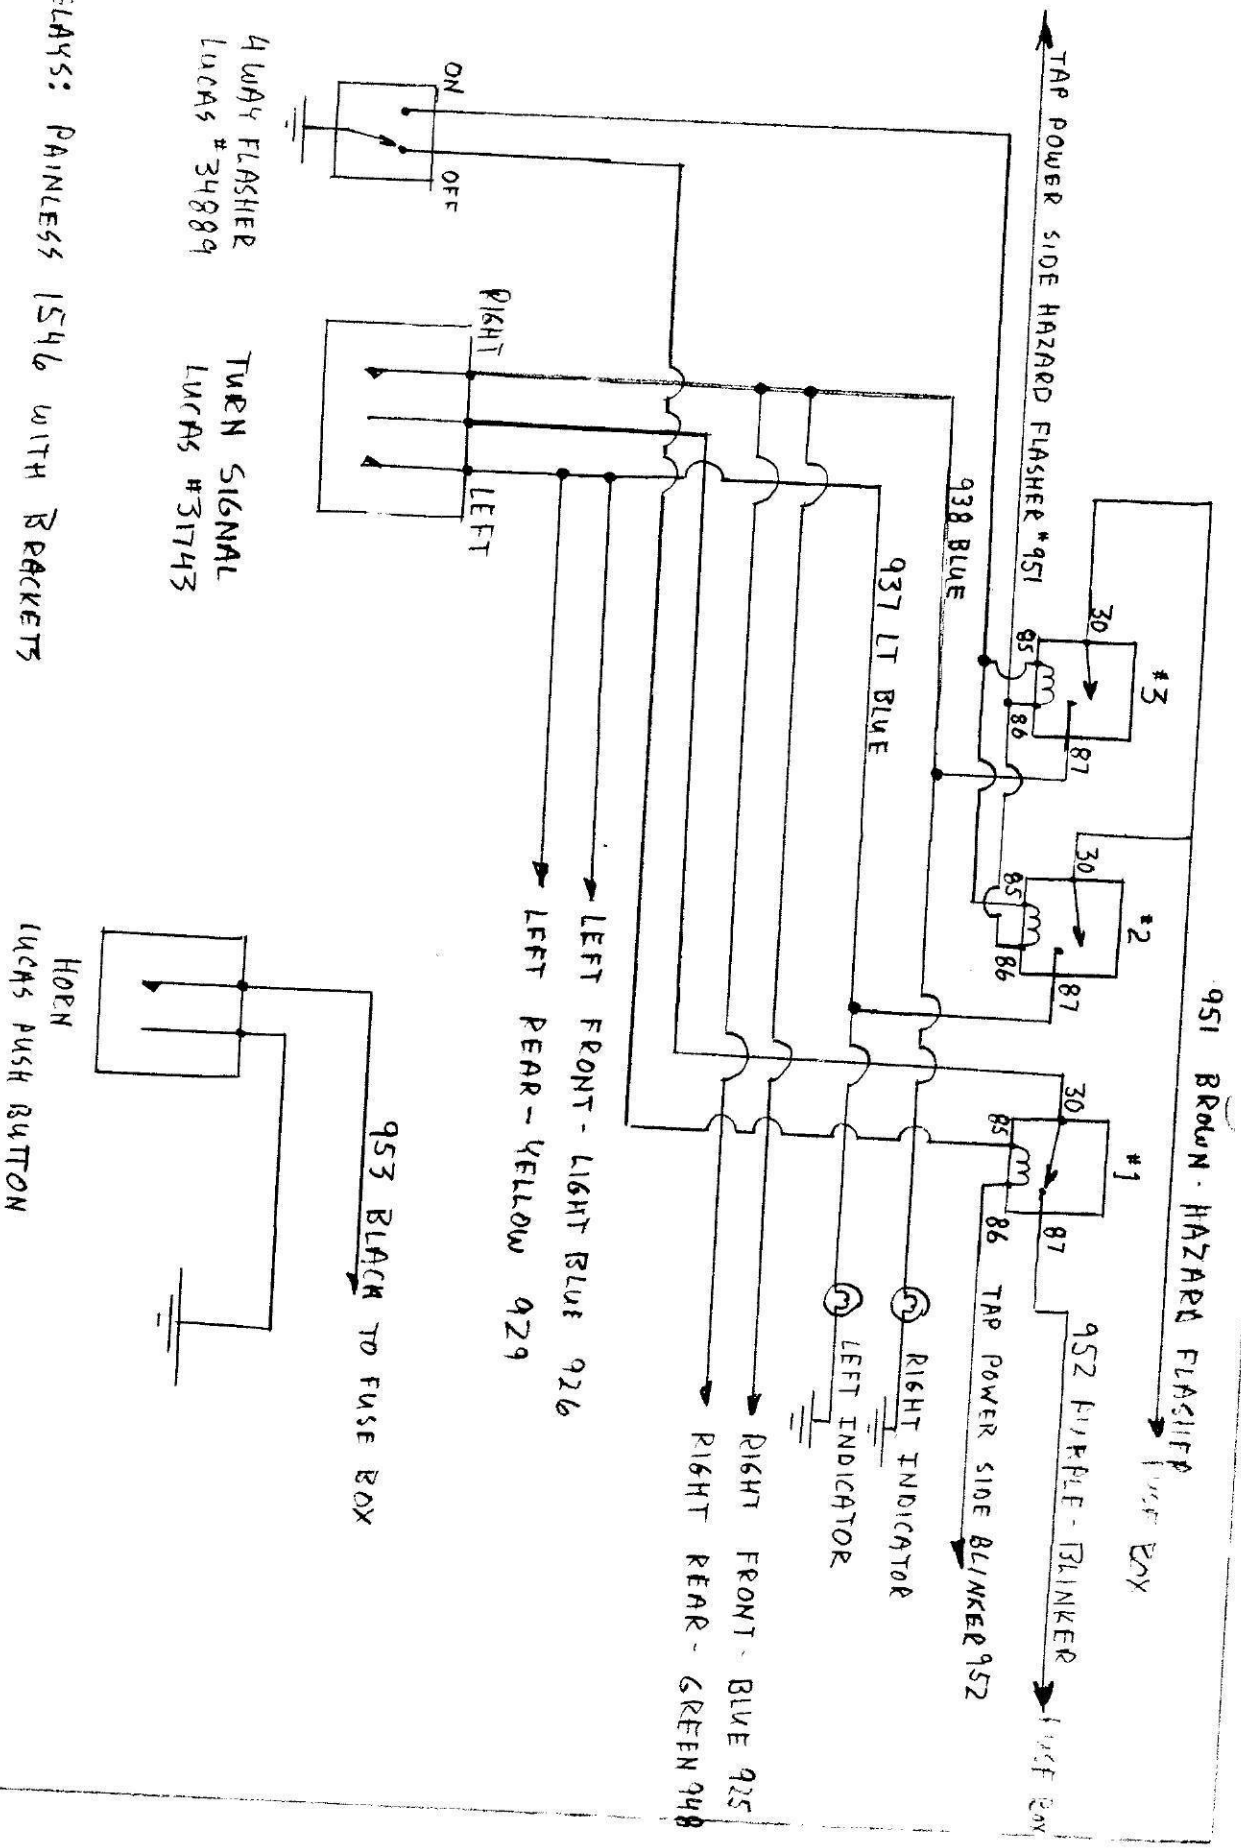 951 BROWN - HAZARD FLASHER
BOX
#3
30
85
86
87
#2
30
85
86
87
#1
30
85
86
87
952 PURPLE - BLINKER
FUSE BOX
TAP POWER SIDE HAZARD FLASHER #951
TAP POWER SIDE BLINKER 952
938 BLUE
937 LT BLUE
RIGHT INDICATOR
LEFT INDICATOR
RIGHT FRONT - BLUE 925
RIGHT REAR - GREEN 948
LEFT FRONT - LIGHT BLUE 926
LEFT REAR - YELLOW 929
ON
OFF
4 WAY FLASHER
LUCAS #34889
RIGHT
LEFT
TURN SIGNAL
LUCAS #31743
953 BLACK TO FUSE BOX
HORN
LUCAS PUSH BUTTON
ELAYS: PAINLESS 1546 WITH BRACKETS